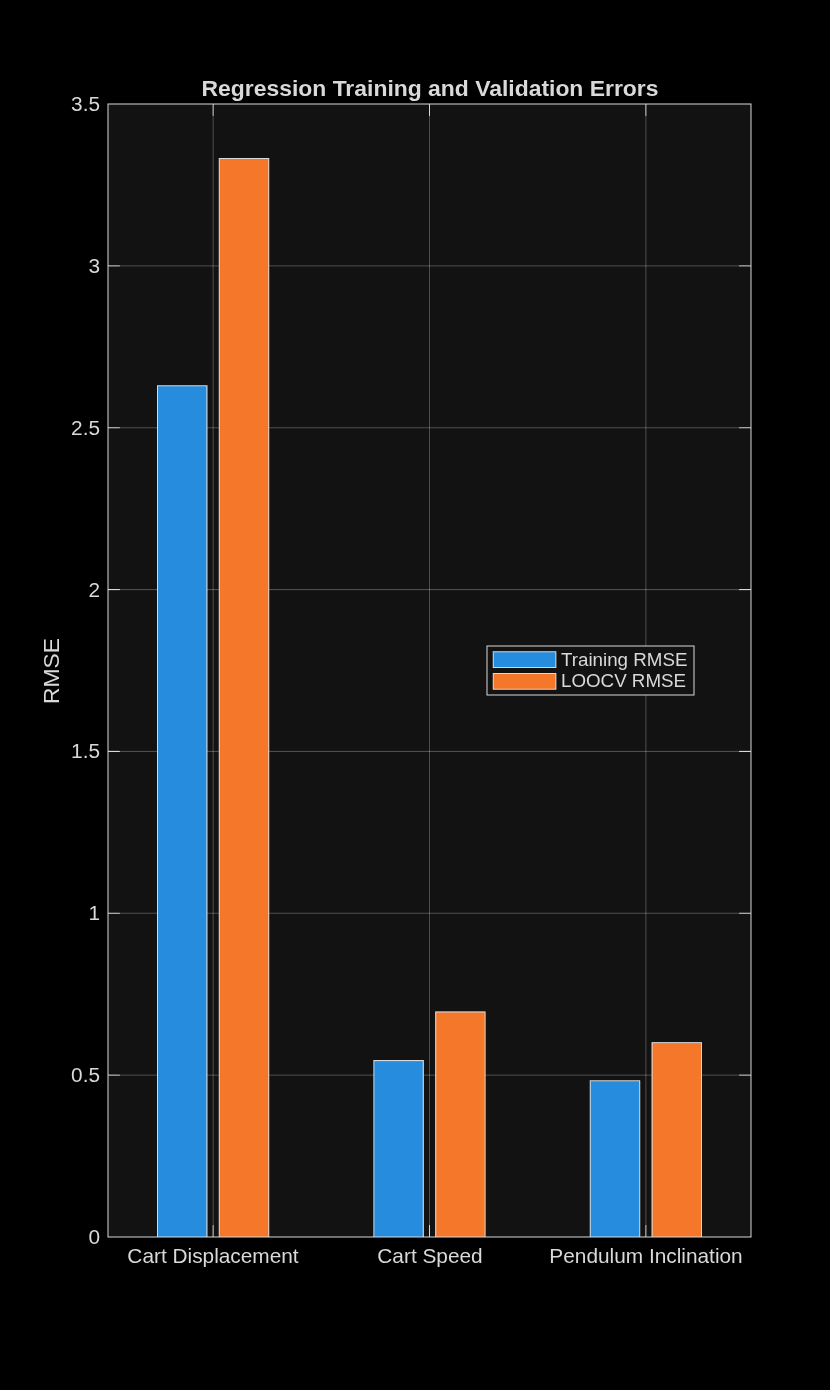 Regression Training and Validation Errors
3.5
3
2.5
2
1.5
1
0.5
0
RMSE
Training RMSE
LOOCV RMSE
Cart Displacement
Cart Speed
Pendulum Inclination